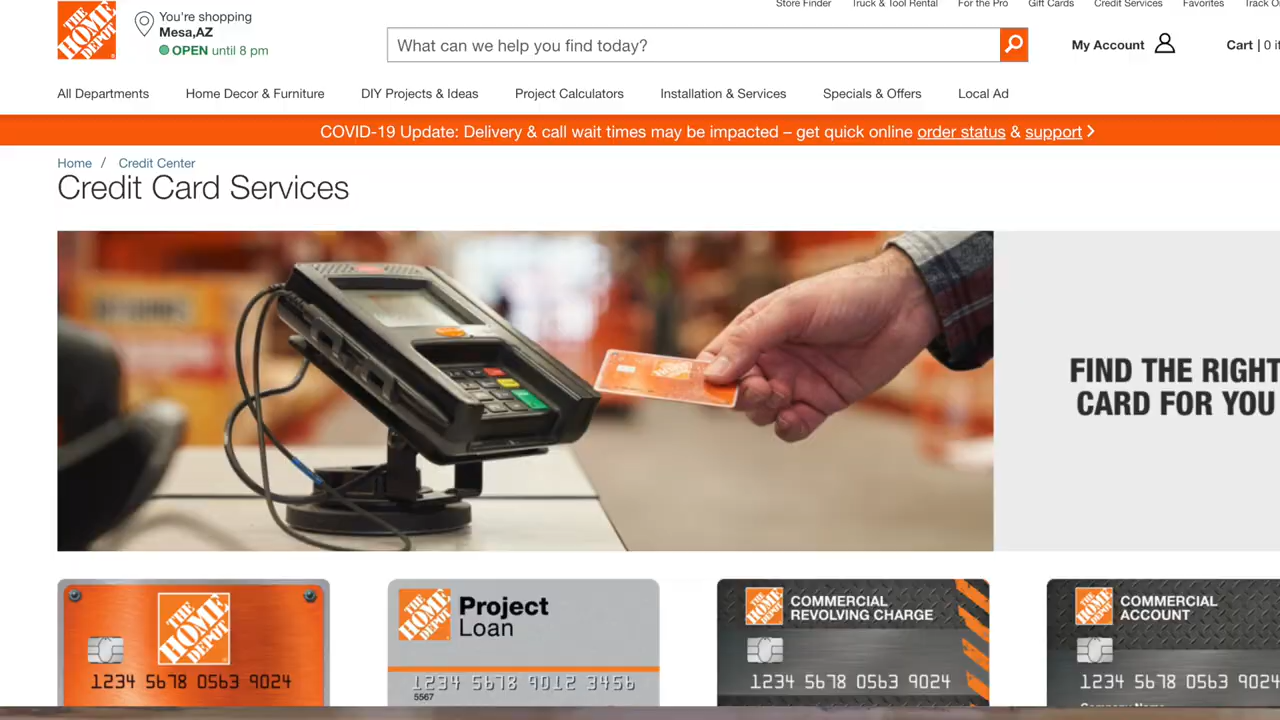 Store Finder Truck & Tool Rental For the Pro Gift Cards Credit Services Favorites Track O
THE HOME DEPOT
You're shopping
Mesa,AZ
OPEN until 8 pm
What can we help you find today?
My Account
Cart | 0 it
All Departments Home Decor & Furniture DIY Projects & Ideas Project Calculators Installation & Services Specials & Offers Local Ad
COVID-19 Update: Delivery & call wait times may be impacted – get quick online order status & support
Home / Credit Center
Credit Card Services
FIND THE RIGHT
CARD FOR YOU
THE HOME DEPOT
1234 5678 0563 9024
THE HOME DEPOT
Project
Loan
1234 5678 9012 3456
5567
THE HOME DEPOT
COMMERCIAL
REVOLVING CHARGE
1234 5678 0563 9024
THE HOME DEPOT
COMMERCIAL
ACCOUNT
1234 5678 0563 9024
Company Name